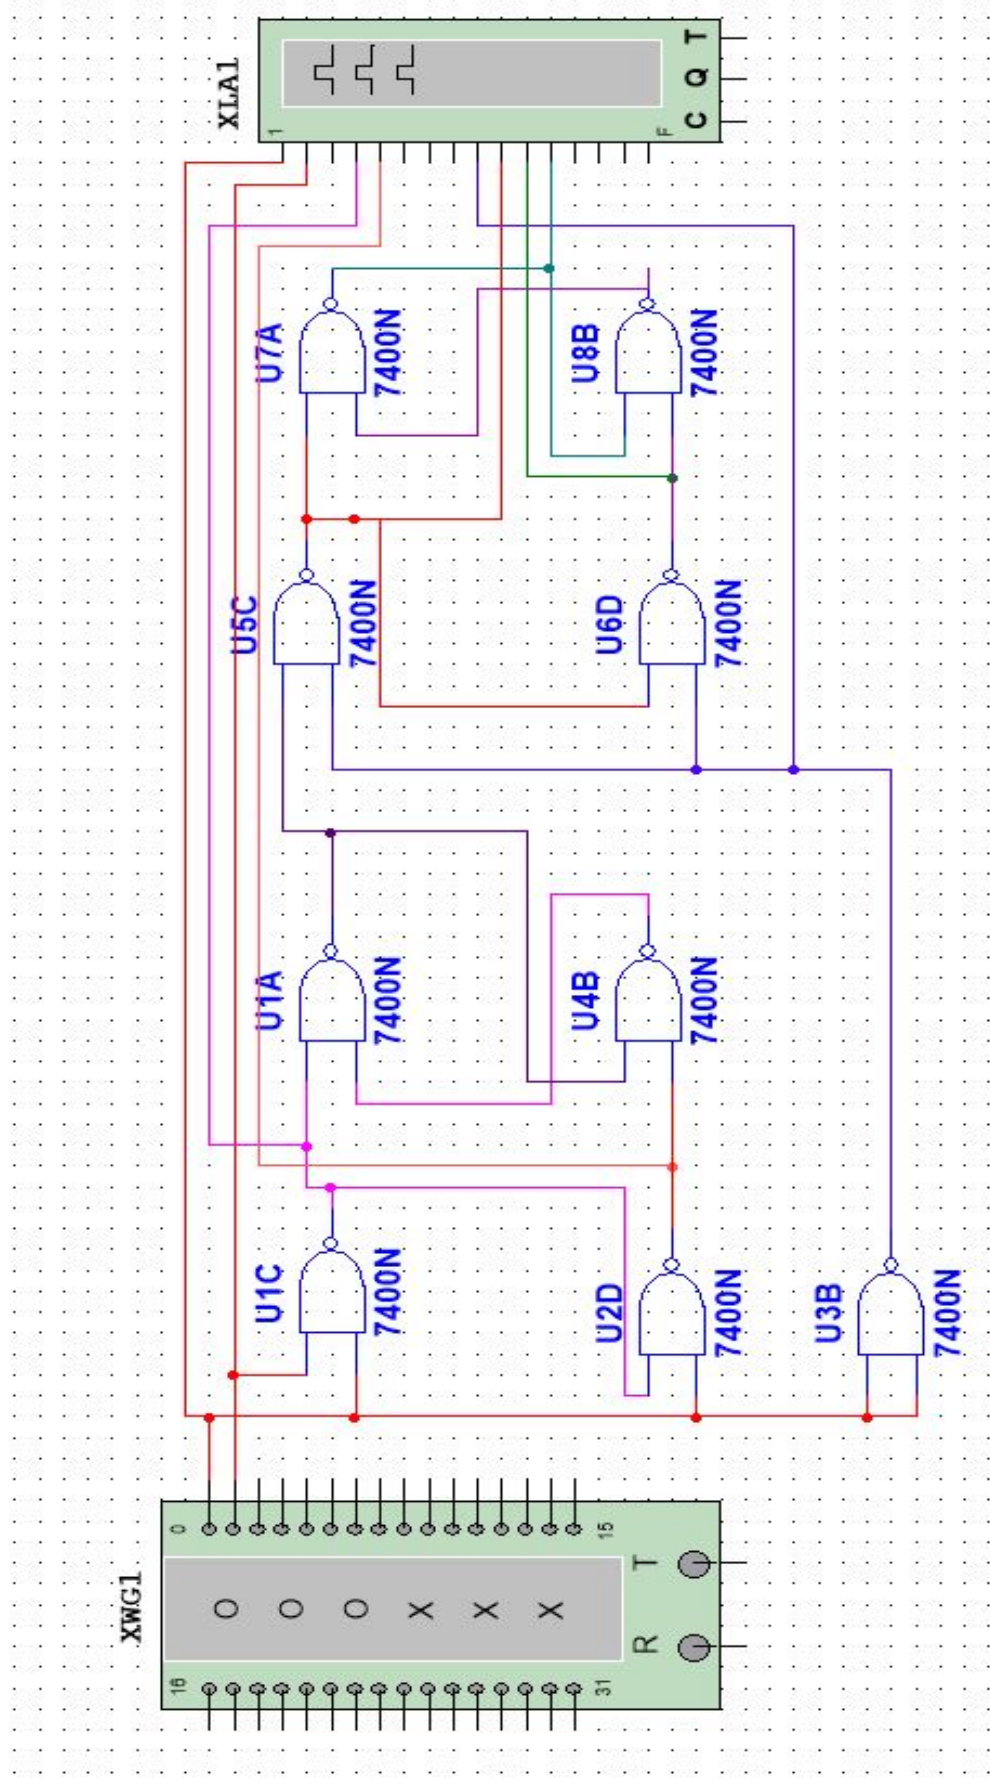 XLA1
1
F
C Q T
U7A
7400N
U8B
7400N
U5C
7400N
U6D
7400N
U1A
7400N
U4B
7400N
U1C
7400N
U2D
7400N
U3B
7400N
XWG1
0
15
O O O X X X
R T
16
31